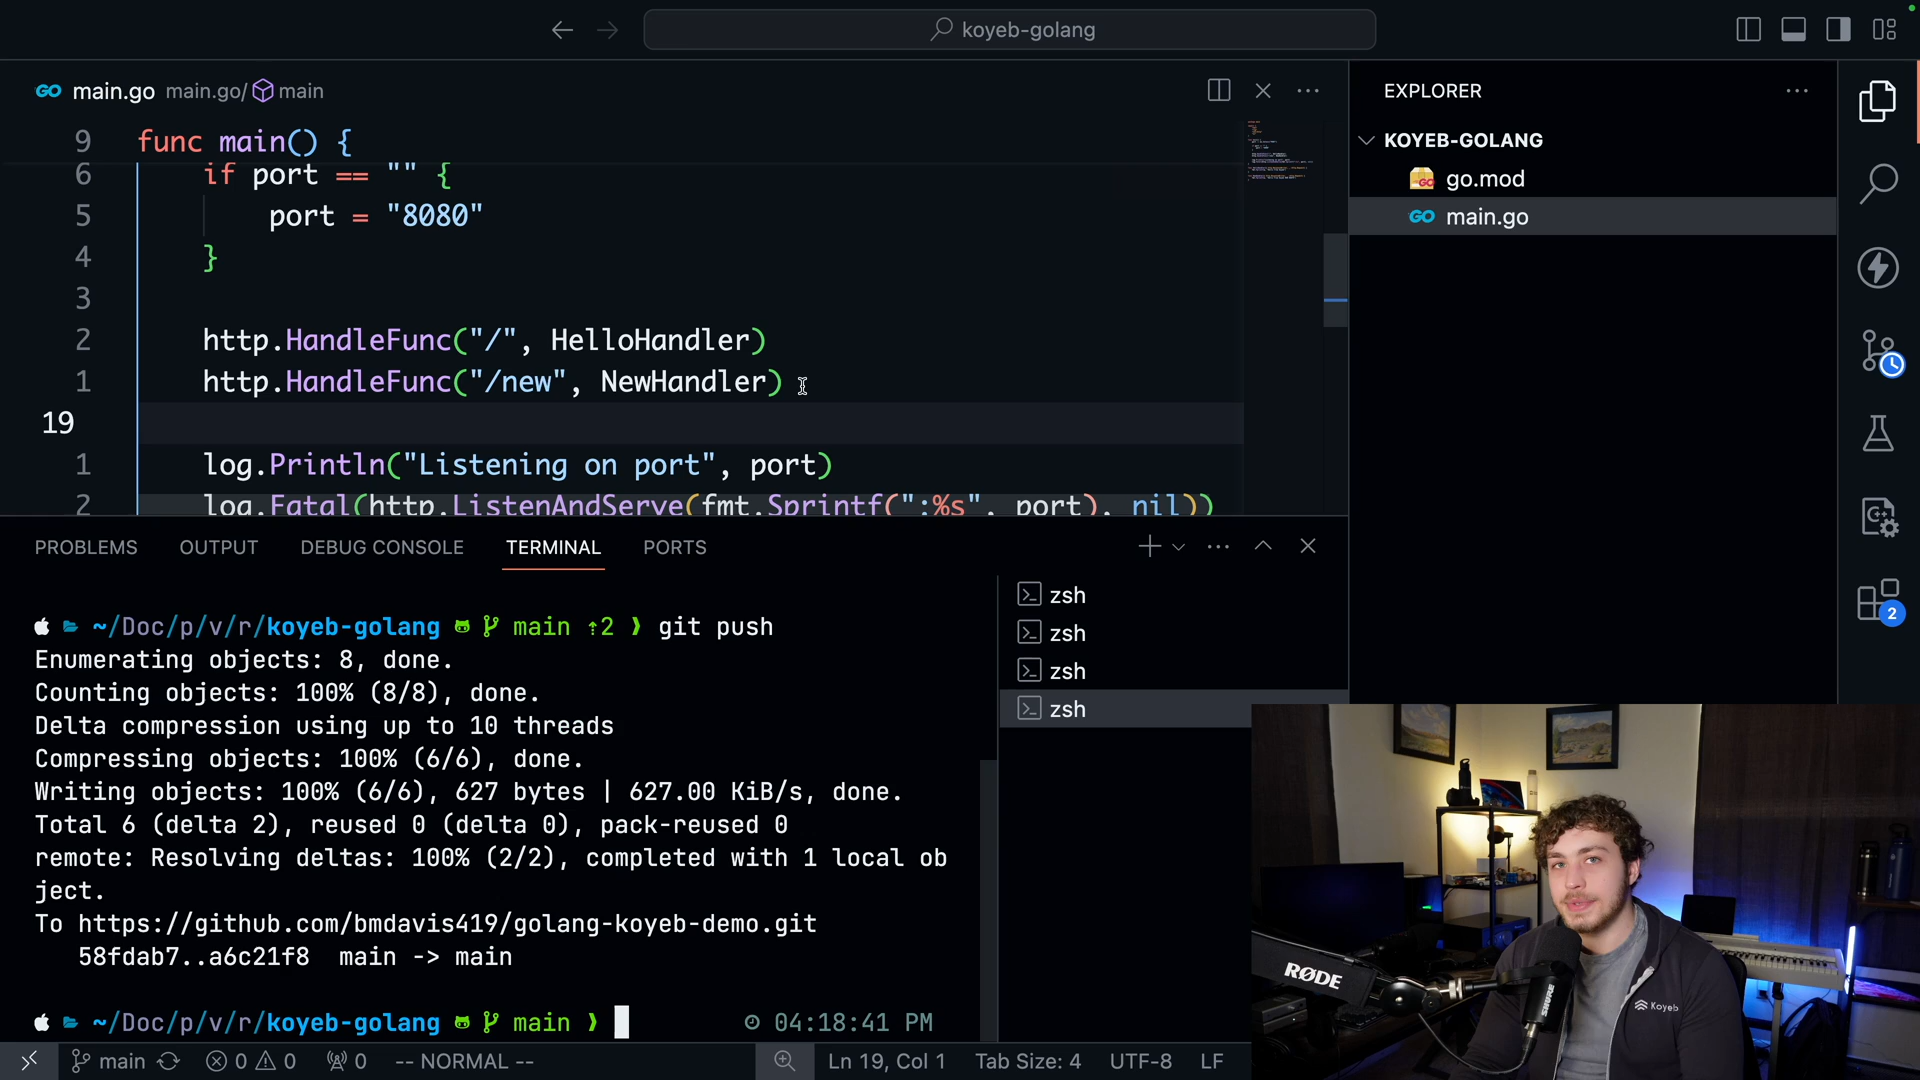 koyeb-golang
main.go main.go/ main
EXPLORER
KOYEB-GOLANG
go.mod
main.go
9 func main() {
6 if port == "" {
5 port = "8080"
4 }
3
2 http.HandleFunc("/", HelloHandler)
1 http.HandleFunc("/new", NewHandler)
19
1 log.Println("Listening on port", port)
2 log.Fatal(http.ListenAndServe(fmt.Sprintf(":%s", port), nil))
PROBLEMS OUTPUT DEBUG CONSOLE TERMINAL PORTS
zsh
zsh
zsh
zsh
~/Doc/p/v/r/koyeb-golang main ⇡2 ❯ git push
Enumerating objects: 8, done.
Counting objects: 100% (8/8), done.
Delta compression using up to 10 threads
Compressing objects: 100% (6/6), done.
Writing objects: 100% (6/6), 627 bytes | 627.00 KiB/s, done.
Total 6 (delta 2), reused 0 (delta 0), pack-reused 0
remote: Resolving deltas: 100% (2/2), completed with 1 local ob
ject.
To https://github.com/bmdavis419/golang-koyeb-demo.git
58fdab7..a6c21f8 main -> main
~/Doc/p/v/r/koyeb-golang main ❯ 04:18:41 PM
main 0 0 0 -- NORMAL -- Ln 19, Col 1 Tab Size: 4 UTF-8 LF
2
RØDE
SHURE
Koyeb